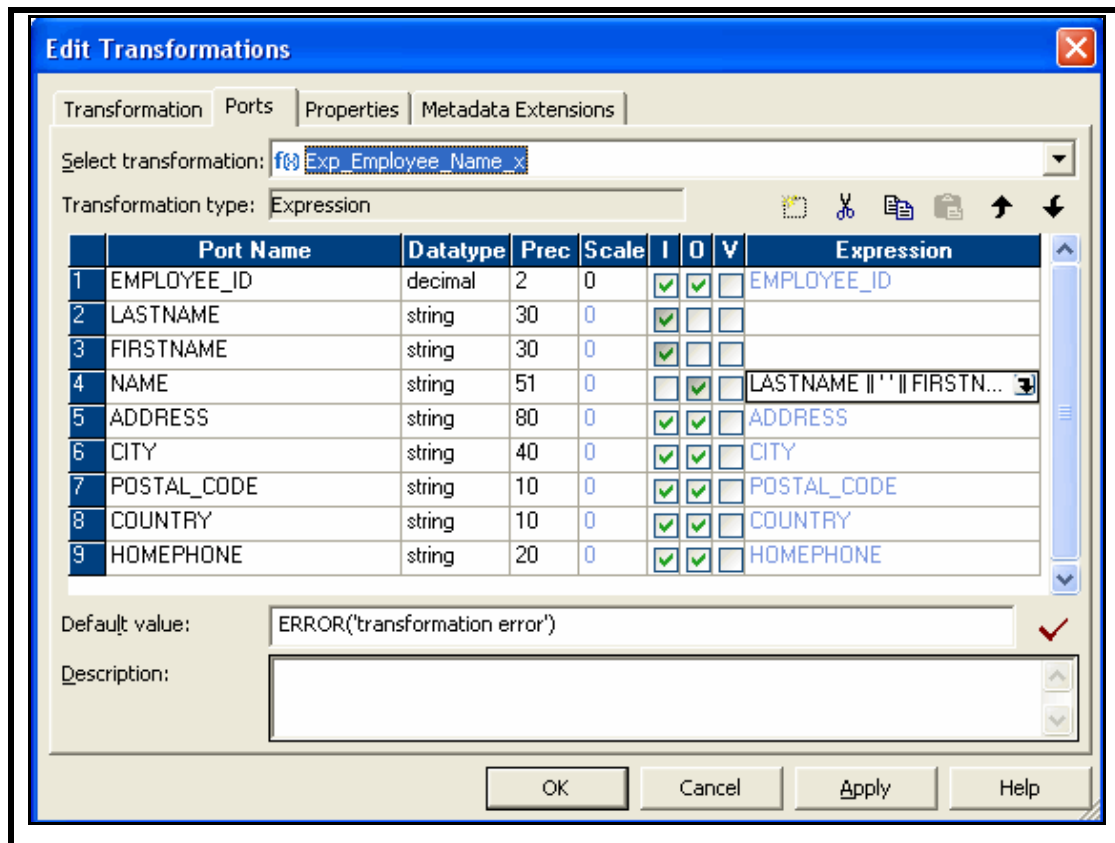 Edit Transformations
Transformation Ports Properties Metadata Extensions
Select transformation: f(x) Exp_Employee_Name_x
Transformation type: Expression
Port Name Datatype Prec Scale I O V Expression
1 EMPLOYEE_ID decimal 2 0 EMPLOYEE_ID
2 LASTNAME string 30 0
3 FIRSTNAME string 30 0
4 NAME string 51 0 LASTNAME || ' ' || FIRSTN...
5 ADDRESS string 80 0 ADDRESS
6 CITY string 40 0 CITY
7 POSTAL_CODE string 10 0 POSTAL_CODE
8 COUNTRY string 10 0 COUNTRY
9 HOMEPHONE string 20 0 HOMEPHONE
Default value: ERROR('transformation error')
Description:
OK Cancel Apply Help